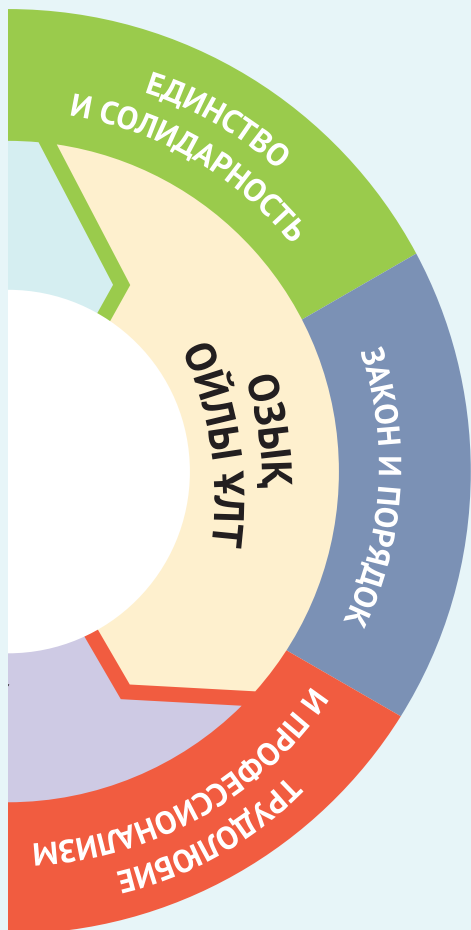 ЕДИНСТВО
И СОЛИДАРНОСТЬ
ЗАКОН И ПОРЯДОК
ОЗЫҚ
ОЙЛЫ ҰЛТ
ТРУДОЛЮБИЕ
И ПРОФЕССИОНАЛИЗМ